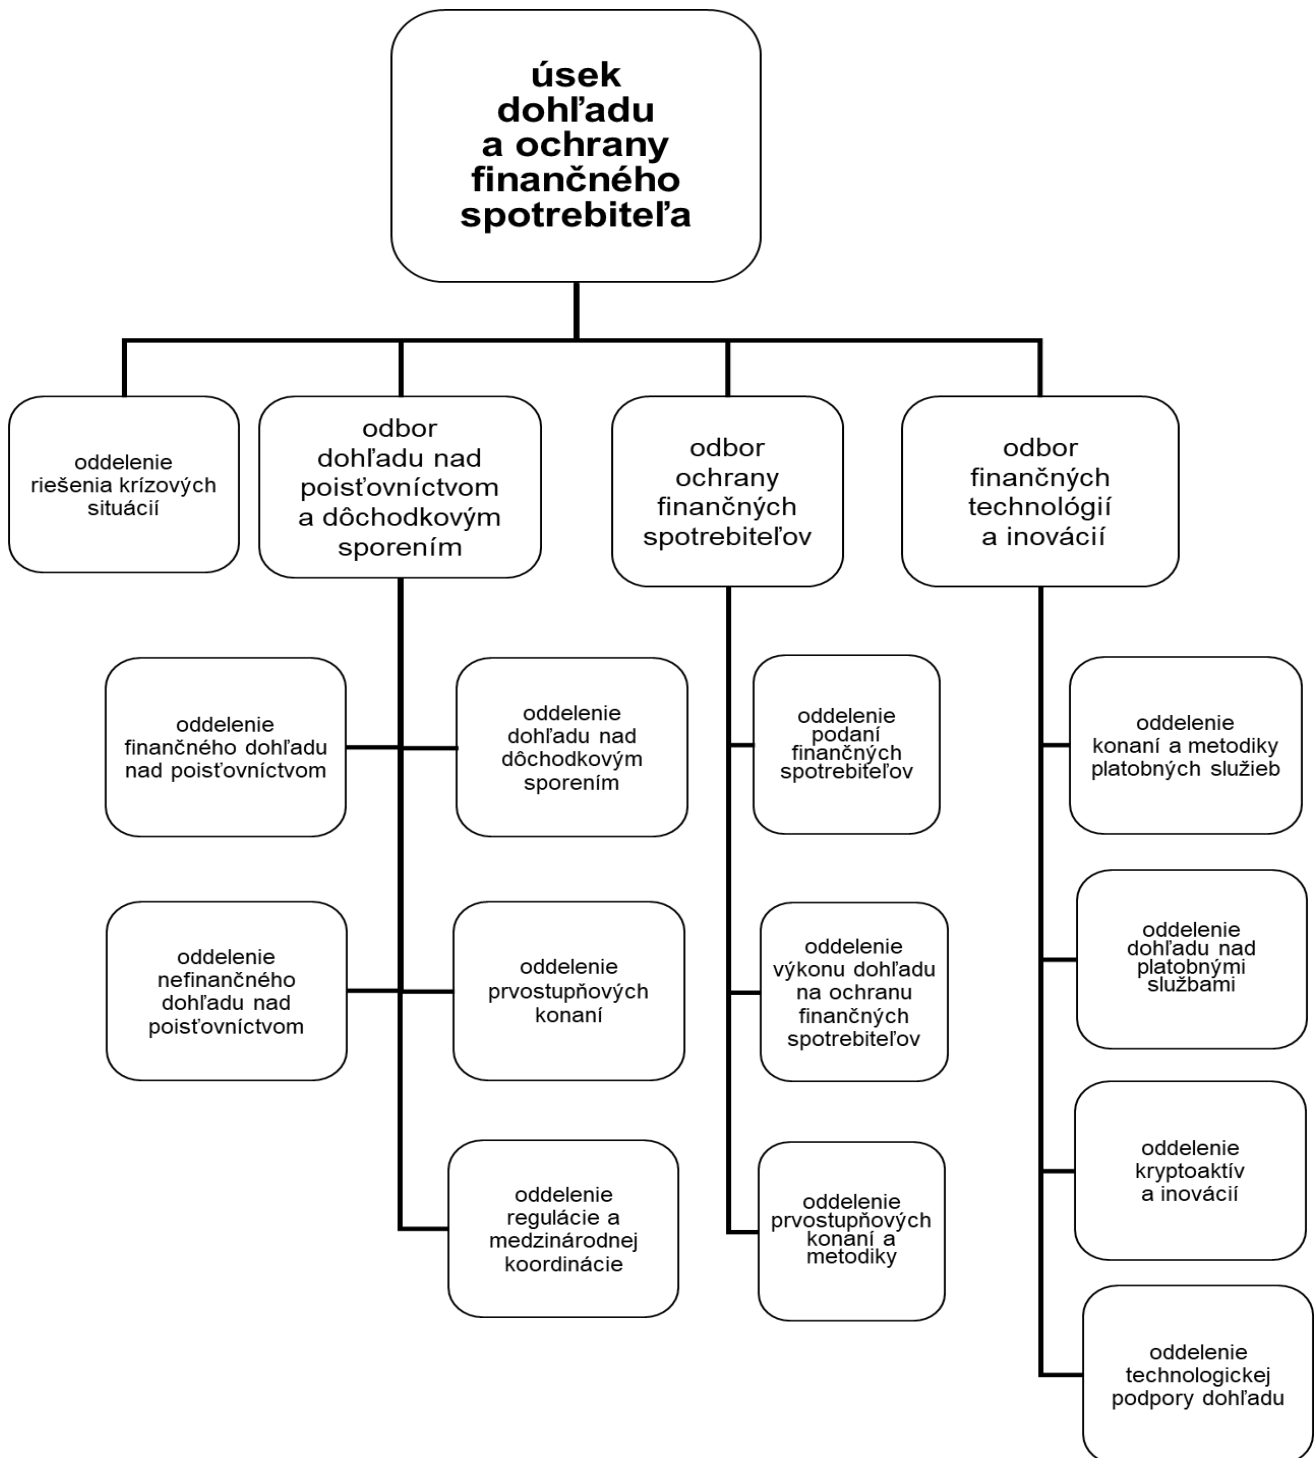 úsek
dohľadu
a ochrany
finančného
spotrebiteľa
oddelenie
riešenia krízových
situácií
odbor
dohľadu nad
poisťovníctvom
a dôchodkovým
sporením
odbor
ochrany
finančných
spotrebiteľov
odbor
finančných
technológií
a inovácií
oddelenie
finančného dohľadu
nad poisťovníctvom
oddelenie
dohľadu nad
dôchodkovým
sporením
oddelenie
podaní
finančných
spotrebiteľov
oddelenie
konaní a metodiky
platobných služieb
oddelenie
nefinančného
dohľadu nad
poisťovníctvom
oddelenie
prvostupňových
konaní
oddelenie
výkonu dohľadu
na ochranu
finančných
spotrebiteľov
oddelenie
dohľadu nad
platobnými
službami
oddelenie
regulácie a
medzinárodnej
koordinácie
oddelenie
prvostupňových
konaní a
metodiky
oddelenie
kryptoaktív
a inovácií
oddelenie
technologickej
podpory dohľadu